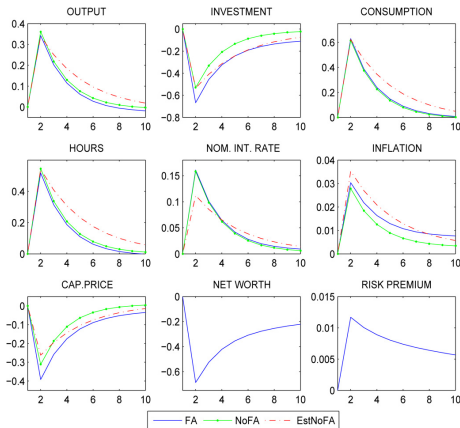 OUTPUT
0.4
0.3
0.2
0.1
0
2 4 6 8 10
INVESTMENT
0
−0.2
−0.4
−0.6
−0.8
2 4 6 8 10
CONSUMPTION
0.6
0.4
0.2
0
2 4 6 8 10
HOURS
0.4
0.2
0
2 4 6 8 10
NOM. INT. RATE
0.15
0.1
0.05
0
2 4 6 8 10
INFLATION
0.04
0.03
0.02
0.01
0
2 4 6 8 10
CAP.PRICE
0
−0.1
−0.2
−0.3
−0.4
2 4 6 8 10
NET WORTH
0
−0.2
−0.4
−0.6
2 4 6 8 10
RISK PREMIUM
0.015
0.01
0.005
0
2 4 6 8 10
FA NoFA EstNoFA